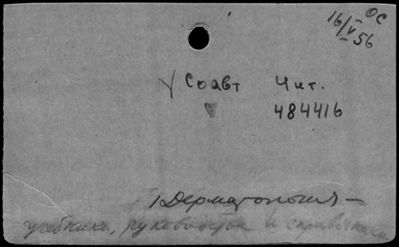 16/V 56
ОС
у Соавт Чит.
484416
Дерматология —
учебники, руководства и справочники